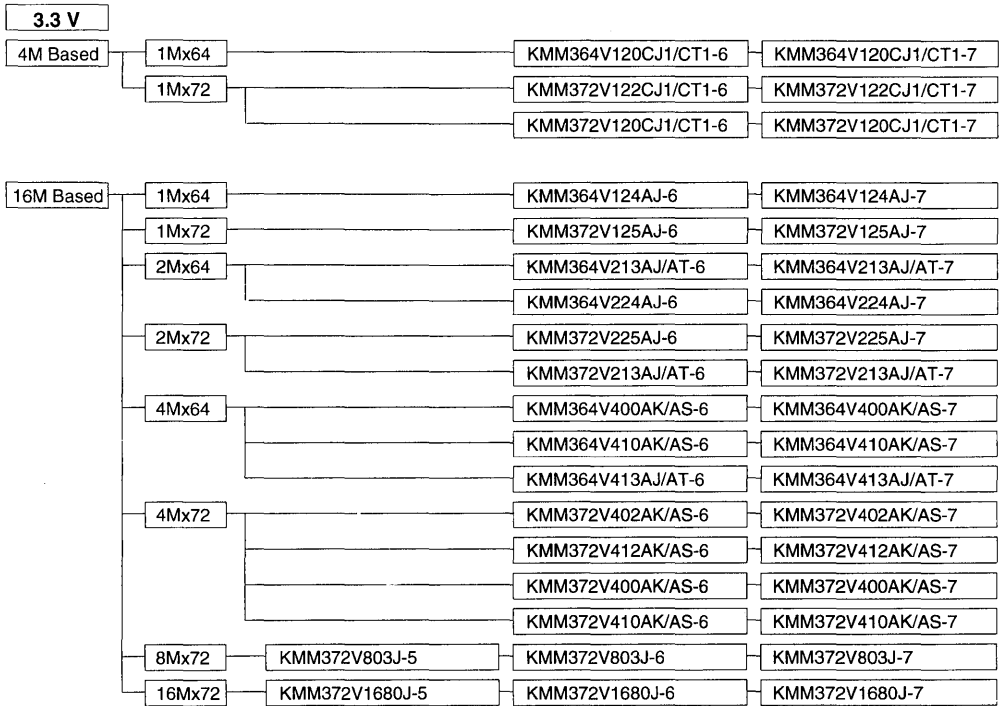 3.3 V
4M Based 1Mx64 KMM364V120CJ1/CT1-6 KMM364V120CJ1/CT1-7
1Mx72 KMM372V122CJ1/CT1-6 KMM372V122CJ1/CT1-7
KMM372V120CJ1/CT1-6 KMM372V120CJ1/CT1-7
16M Based 1Mx64 KMM364V124AJ-6 KMM364V124AJ-7
1Mx72 KMM372V125AJ-6 KMM372V125AJ-7
2Mx64 KMM364V213AJ/AT-6 KMM364V213AJ/AT-7
KMM364V224AJ-6 KMM364V224AJ-7
2Mx72 KMM372V225AJ-6 KMM372V225AJ-7
KMM372V213AJ/AT-6 KMM372V213AJ/AT-7
4Mx64 KMM364V400AK/AS-6 KMM364V400AK/AS-7
KMM364V410AK/AS-6 KMM364V410AK/AS-7
KMM364V413AJ/AT-6 KMM364V413AJ/AT-7
4Mx72 KMM372V402AK/AS-6 KMM372V402AK/AS-7
KMM372V412AK/AS-6 KMM372V412AK/AS-7
KMM372V400AK/AS-6 KMM372V400AK/AS-7
KMM372V410AK/AS-6 KMM372V410AK/AS-7
8Mx72 KMM372V803J-5 KMM372V803J-6 KMM372V803J-7
16Mx72 KMM372V1680J-5 KMM372V1680J-6 KMM372V1680J-7